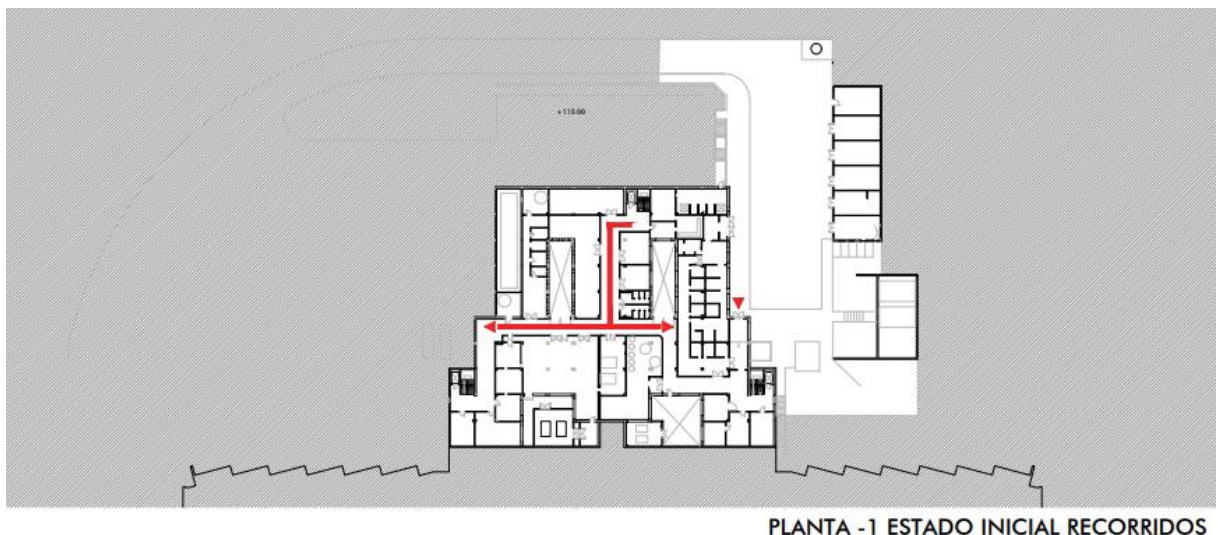 +115.00
PLANTA -1 ESTADO INICIAL RECORRIDOS